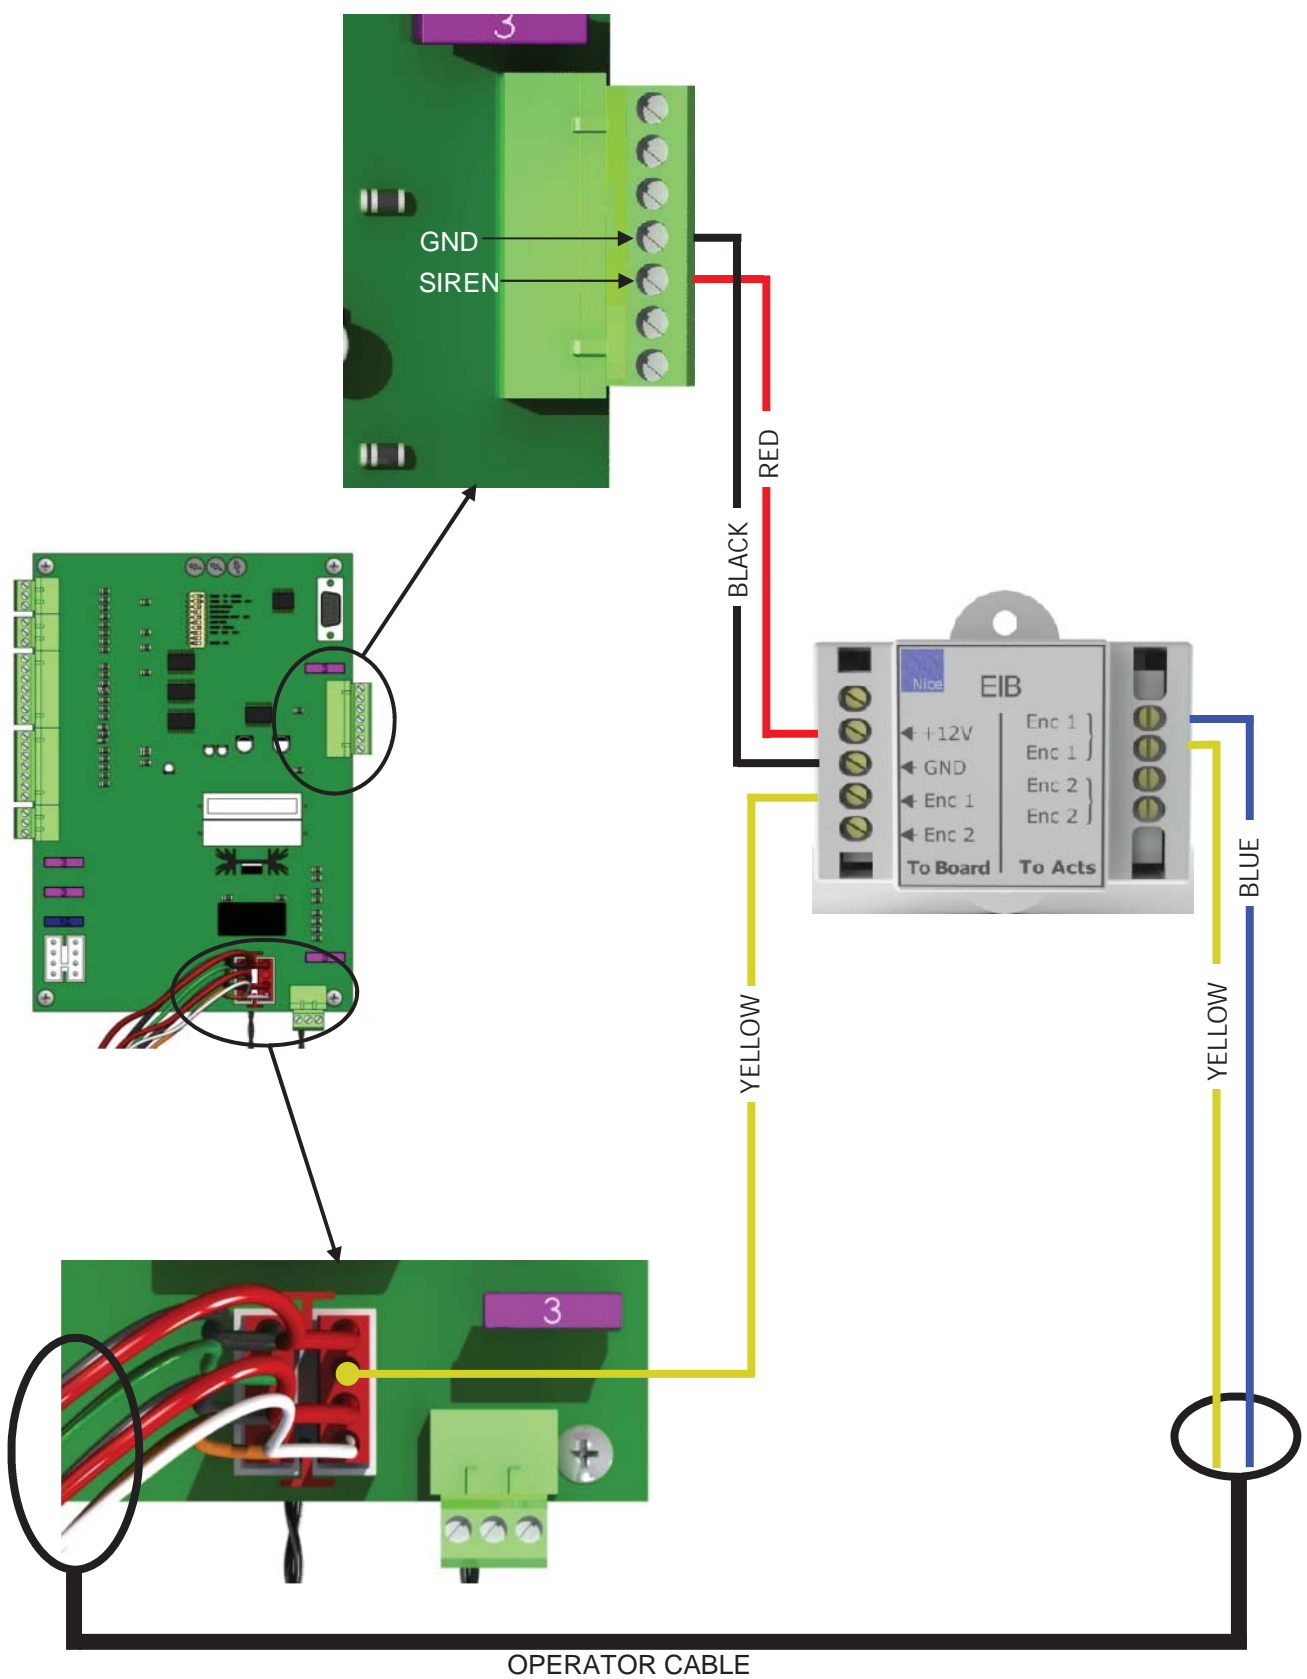 3
GND
SIREN
RED
BLACK
Nice
EIB
+12V
GND
Enc 1
Enc 2
To Board
Enc 1
Enc 1
Enc 2
Enc 2
To Acts
BLUE
YELLOW
YELLOW
3
OPERATOR CABLE